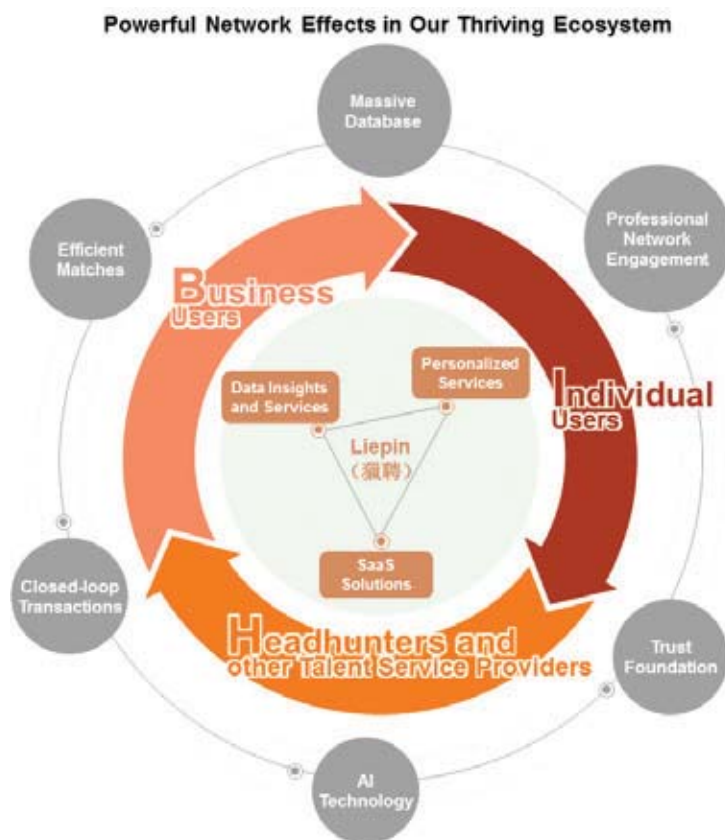 Powerful Network Effects in Our Thriving Ecosystem
Massive
Database
Professional
Network
Engagement
Efficient
Matches
Business
Users
Personalized
Services
Data Insights
and Services
Individual
Users
Liepin
(獵聘)
SaaS
Solutions
Closed-loop
Transactions
Headhunters and
other Talent Service Providers
Trust
Foundation
AI
Technology